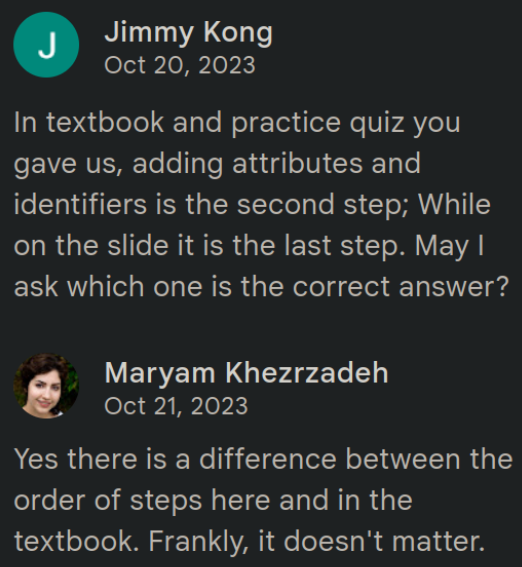 J
Jimmy Kong
Oct 20, 2023
In textbook and practice quiz you
gave us, adding attributes and
identifiers is the second step; While
on the slide it is the last step. May I
ask which one is the correct answer?
Maryam Khezrzadeh
Oct 21, 2023
Yes there is a difference between the
order of steps here and in the
textbook. Frankly, it doesn't matter.